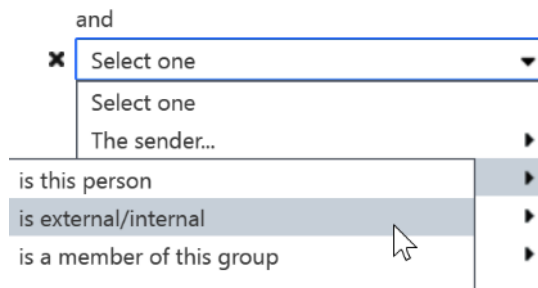 and
Select one
Select one
The sender...
is this person
is external/internal
is a member of this group